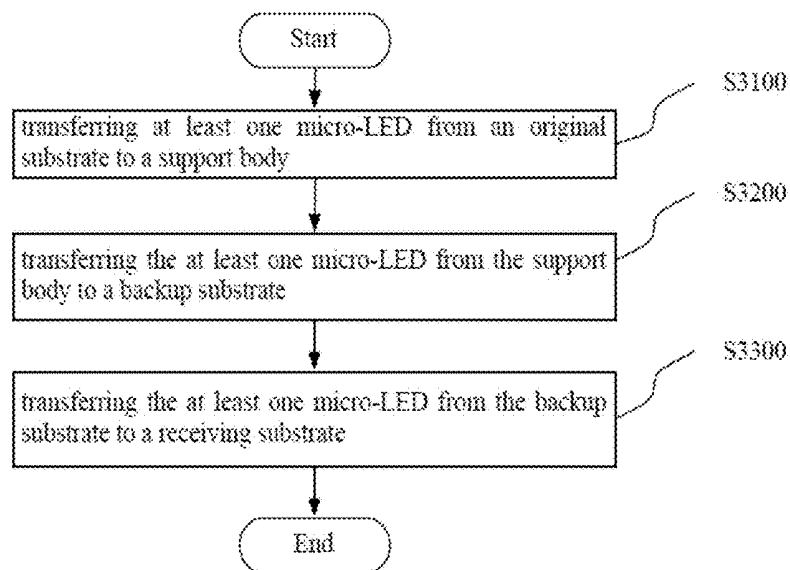 Start
S3100
transferring at least one micro-LED from an original
substrate to a support body
S3200
transferring the at least one micro-LED from the support
body to a backup substrate
S3300
transferring the at least one micro-LED from the backup
substrate to a receiving substrate
End